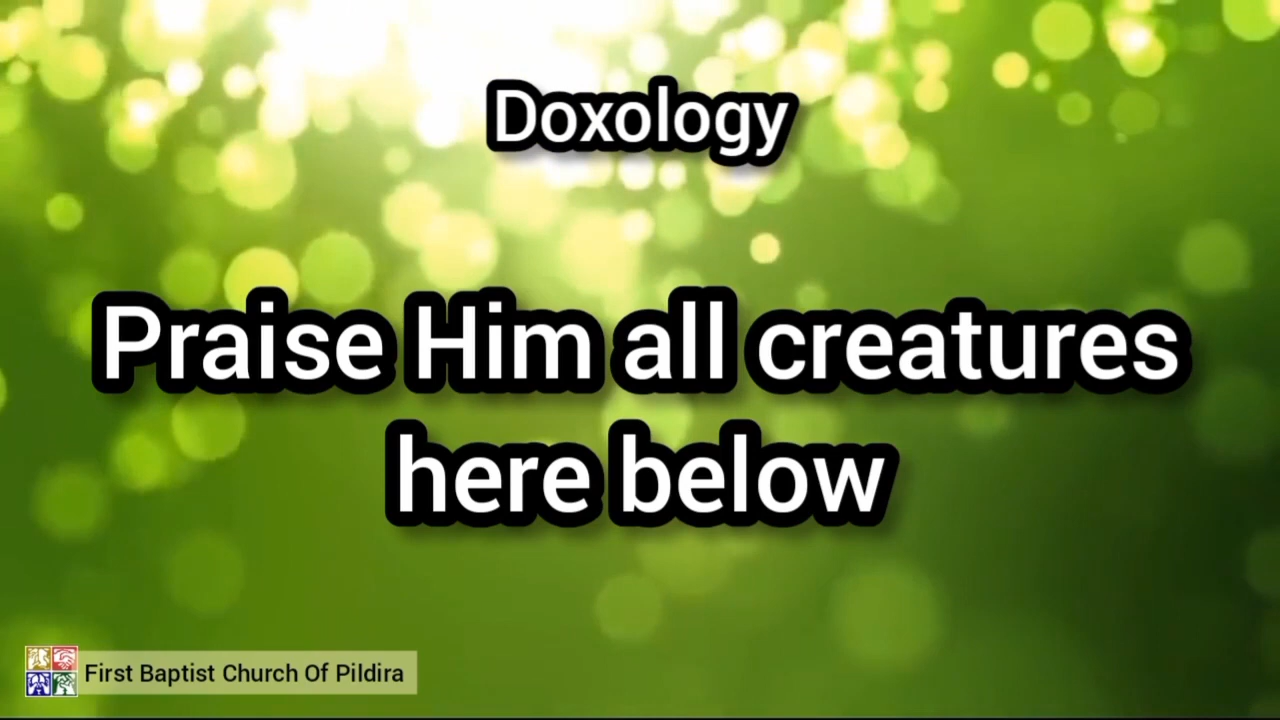 Doxology
Praise Him all creatures
here below
First Baptist Church Of Pildira